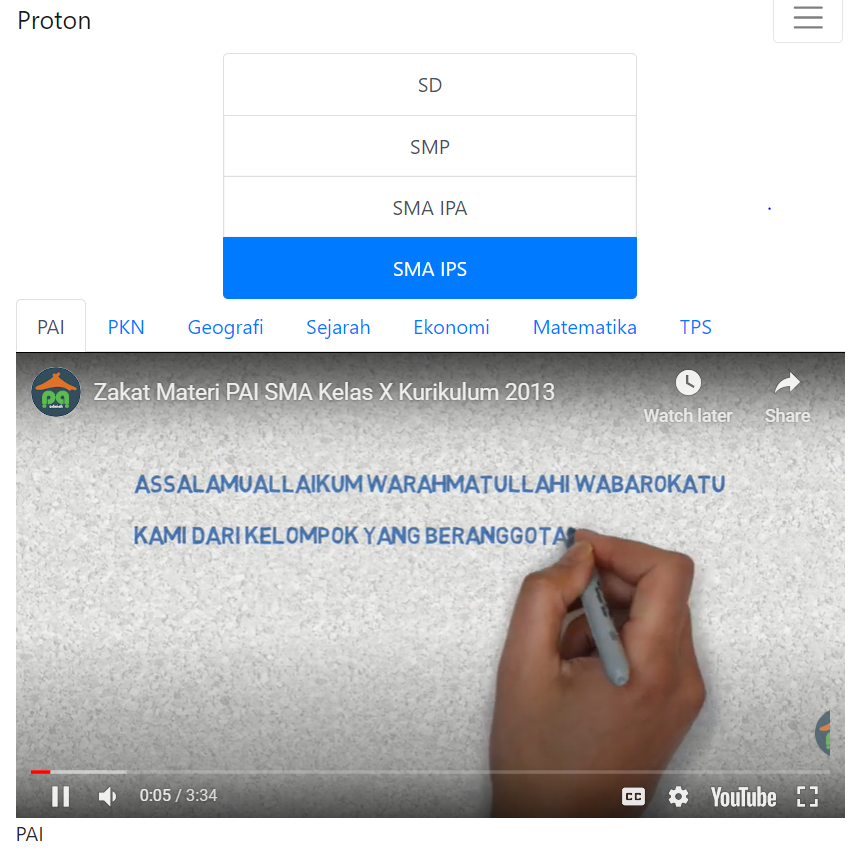 Proton
SD
SMP
SMA IPA
SMA IPS
PAI PKN Geografi Sejarah Ekonomi Matematika TPS
Zakat Materi PAI SMA Kelas X Kurikulum 2013
Watch later Share
ASSALAMUALLAIKUM WARAHMATULLAHI WABAROKATU
KAMI DARI KELOMPOK YANG BERANGGOTA
0:05 / 3:34 CC YouTube
PAI